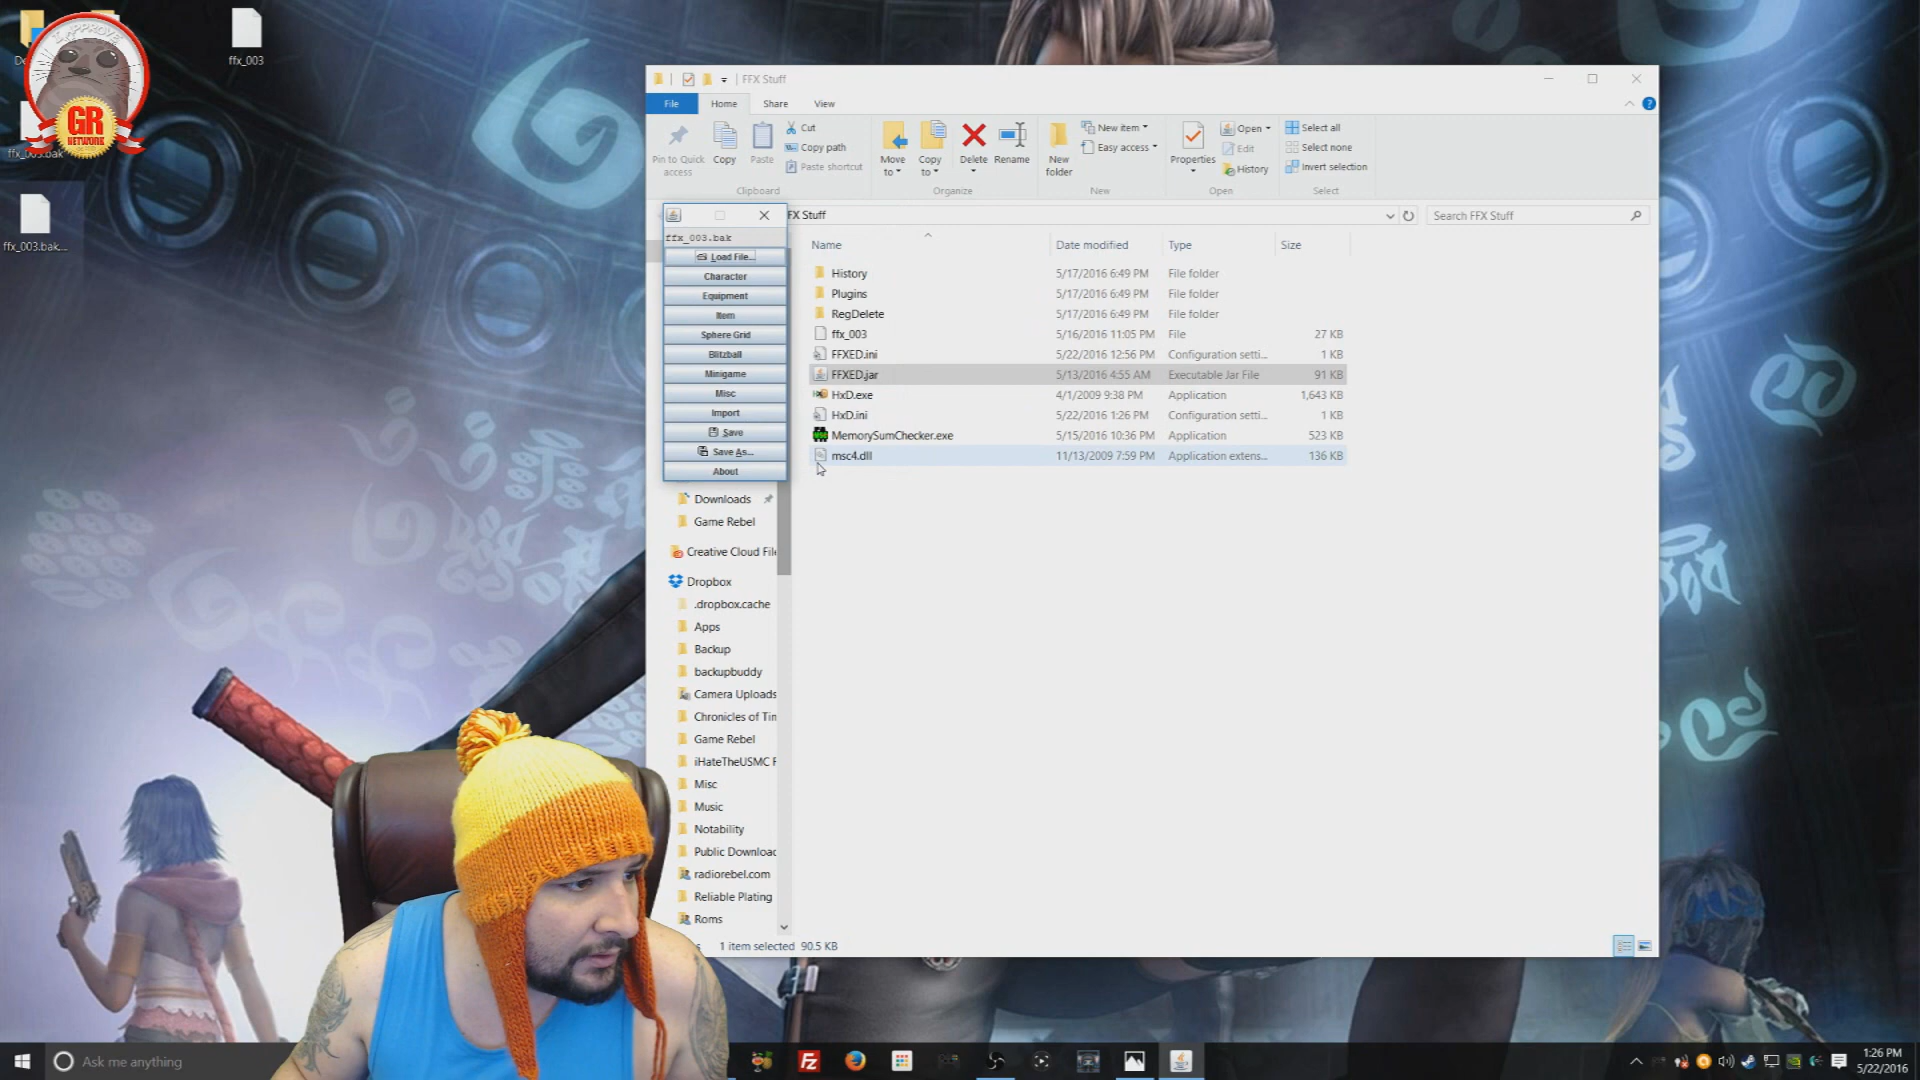 I APPROVE
GR
NETWORK
ffx_003
ffx_003.bak
ffx_003.bak...
FFX Stuff
File
Home
Share
View
Pin to Quick access
Copy
Paste
Cut
Copy path
Paste shortcut
Clipboard
Move to
Copy to
Delete
Rename
Organize
New folder
New item
Easy access
New
Properties
Open
Edit
History
Open
Select all
Select none
Invert selection
Select
FX Stuff
Search FFX Stuff
ffx_003.bak
Load File...
Character
Equipment
Item
Sphere Grid
Blitzball
Minigame
Misc
Import
Save
Save As...
About
Name Date modified Type Size
History 5/17/2016 6:49 PM File folder
Plugins 5/17/2016 6:49 PM File folder
RegDelete 5/17/2016 6:49 PM File folder
ffx_003 5/16/2016 11:05 PM File 27 KB
FFXED.ini 5/22/2016 12:56 PM Configuration setti... 1 KB
FFXED.jar 5/13/2016 4:55 AM Executable Jar File 91 KB
HxD.exe 4/1/2009 9:38 PM Application 1,643 KB
HxD.ini 5/22/2016 1:26 PM Configuration setti... 1 KB
MemorySumChecker.exe 5/15/2016 10:36 PM Application 523 KB
msc4.dll 11/13/2009 7:59 PM Application extens... 136 KB
Downloads
Game Rebel
Creative Cloud File
Dropbox
.dropbox.cache
Apps
Backup
backupbuddy
Camera Uploads
Chronicles of Tim
Game Rebel
iHateTheUSMC F
Misc
Music
Notability
Public Download
radiorebel.com
Reliable Plating
Roms
1 item selected 90.5 KB
Ask me anything
1:26 PM
5/22/2016